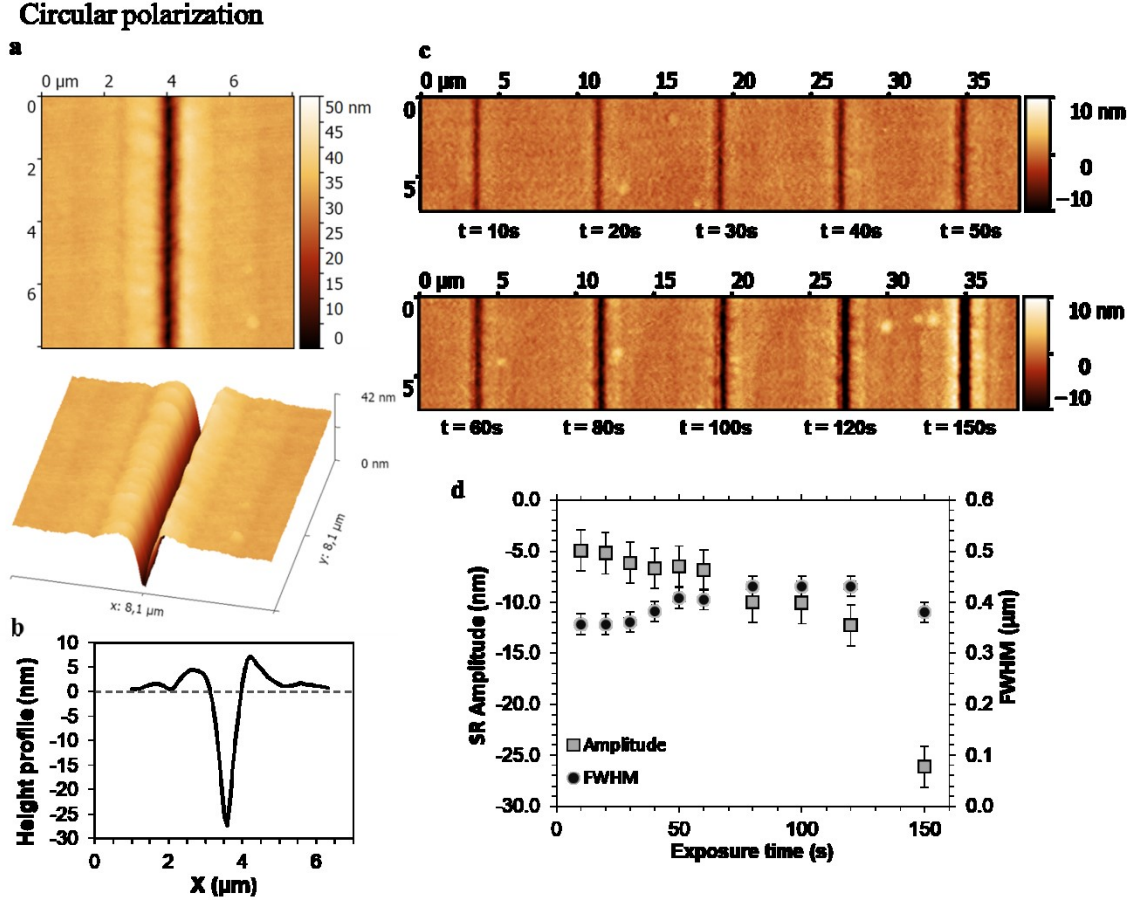 Circular polarization
a
0 µm 2 4 6
0
2
4
6
50 nm
45
40
35
30
25
20
15
10
5
0
42 nm
0 nm
y: 8,1 µm
x: 8,1 µm
b
10
5
0
-5
-10
-15
-20
-25
-30
Height profile (nm)
0 2 4 6
X (µm)
c
0 µm 5 10 15 20 25 30 35
0
5
10 nm
0
−10
t = 10s t = 20s t = 30s t = 40s t = 50s
0 µm 5 10 15 20 25 30 35
0
5
10 nm
0
−10
t = 60s t = 80s t = 100s t = 120s t = 150s
d
0.0
-5.0
-10.0
-15.0
-20.0
-25.0
-30.0
SR Amplitude (nm)
Amplitude
FWHM
0.6
0.5
0.4
0.3
0.2
0.1
0.0
FWHM (µm)
0 50 100 150
Exposure time (s)